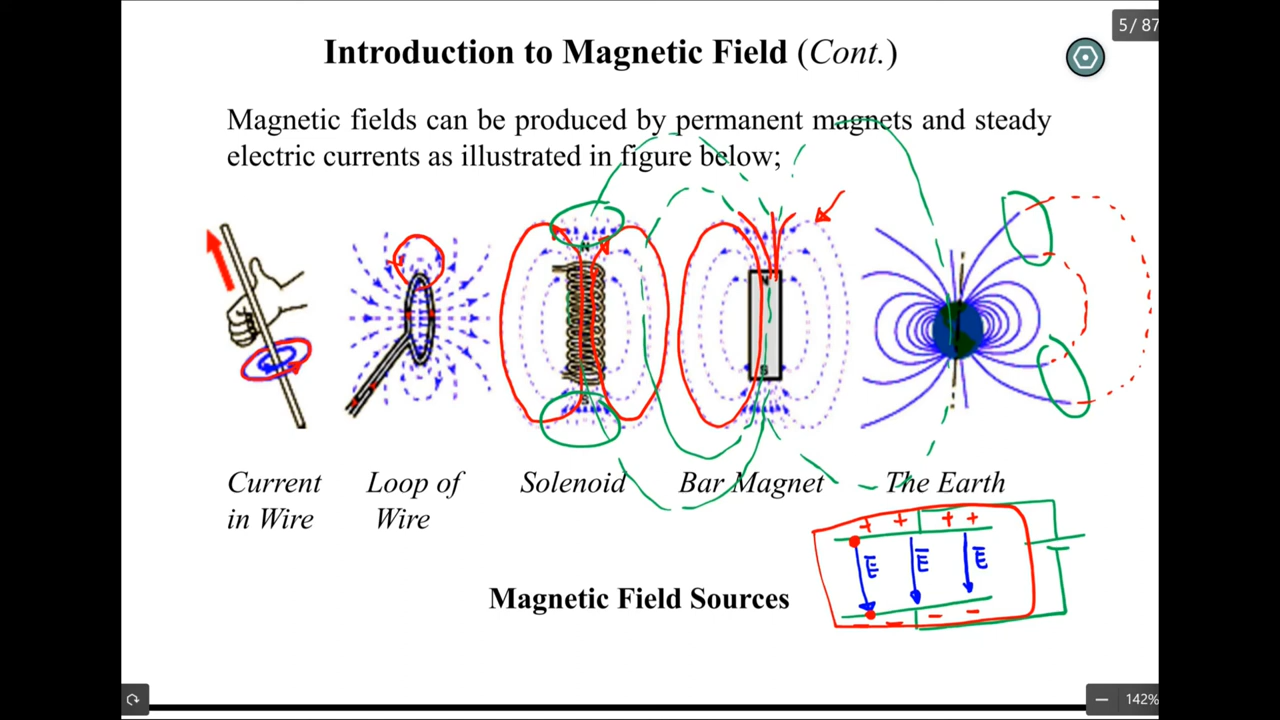 5 / 87
Introduction to Magnetic Field (Cont.)
Magnetic fields can be produced by permanent magnets and steady
electric currents as illustrated in figure below;
N
S
N
S
Current
in Wire
Loop of
Wire
Solenoid
Bar Magnet
The Earth
+ + + +
E E E
− − − −
Magnetic Field Sources
142%